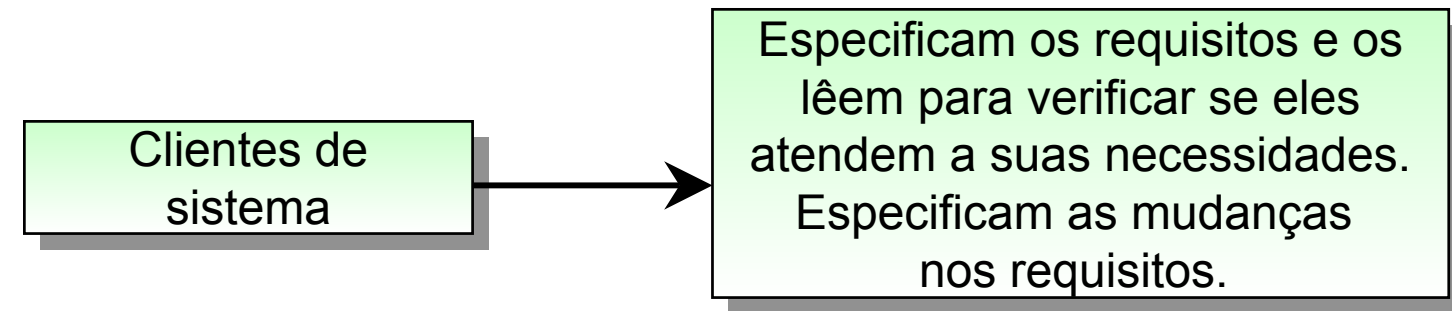 Clientes de
sistema
Especificam os requisitos e os
lêem para verificar se eles
atendem a suas necessidades.
Especificam as mudanças
nos requisitos.